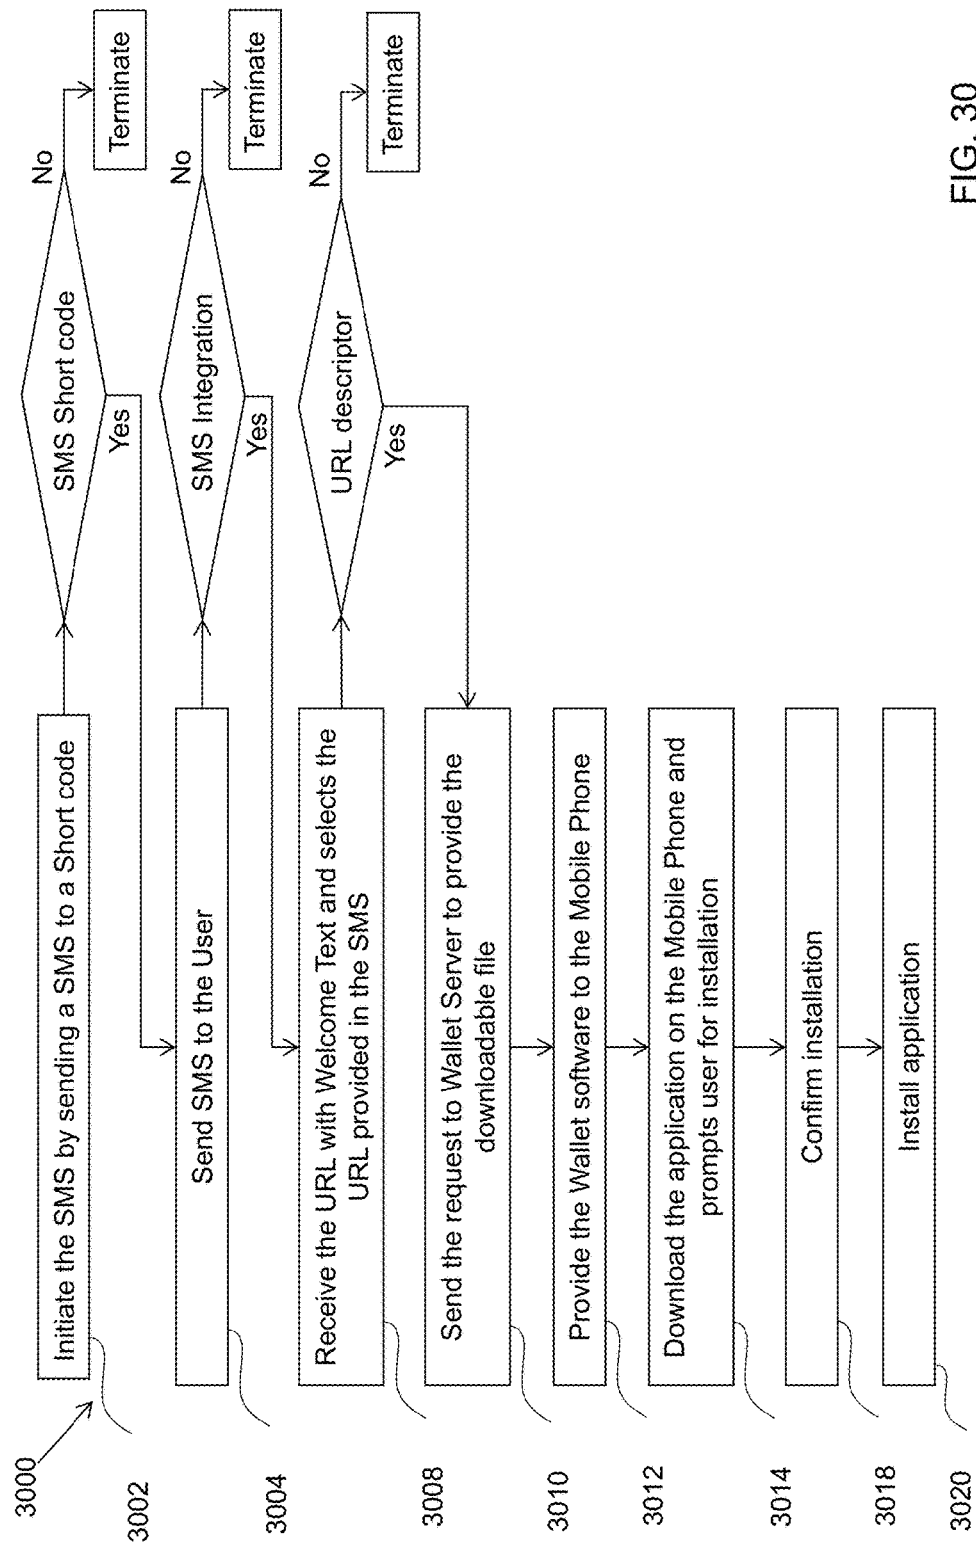 3000
3002
Initiate the SMS by sending a SMS to a Short code
SMS Short code
No
Terminate
Yes
3004
Send SMS to the User
SMS Integration
No
Terminate
Yes
3008
Receive the URL with Welcome Text and selects the
URL provided in the SMS
URL descriptor
No
Terminate
Yes
3010
Send the request to Wallet Server to provide the
downloadable file
3012
Provide the Wallet software to the Mobile Phone
3014
Download the application on the Mobile Phone and
prompts user for installation
3018
Confirm installation
3020
Install application
FIG. 30